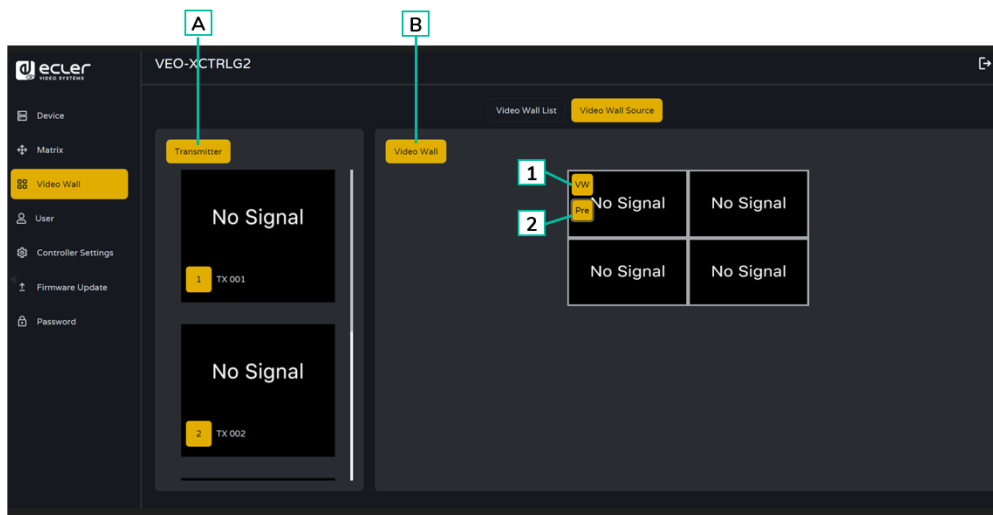 A
B
ecler
VIDEO SYSTEMS
VEO-XCTRLG2
Device
Matrix
Video Wall
User
Controller Settings
Firmware Update
Password
Video Wall List
Video Wall Source
Transmitter
No Signal
1 TX 001
No Signal
2 TX 002
Video Wall
1
2
VW
Pre
No Signal No Signal
No Signal No Signal